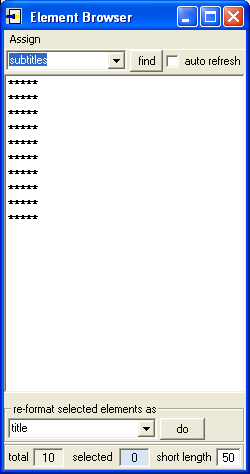 Element Browser
Assign
subtitles find auto refresh
*****
*****
*****
*****
*****
*****
*****
*****
*****
*****
re-format selected elements as
title do
total 10 selected 0 short length 50